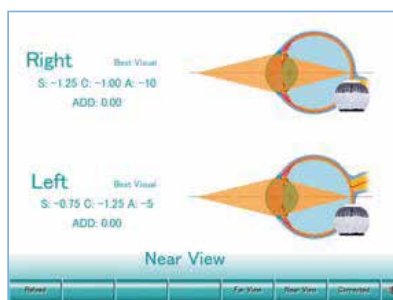 Right Best Visual
S: -1.25 C: -1.00 A: -10
ADD: 0.00
Left Best Visual
S: -0.75 C: -1.25 A: -5
ADD: 0.00
Near View
Reload Far View Near View Corrected